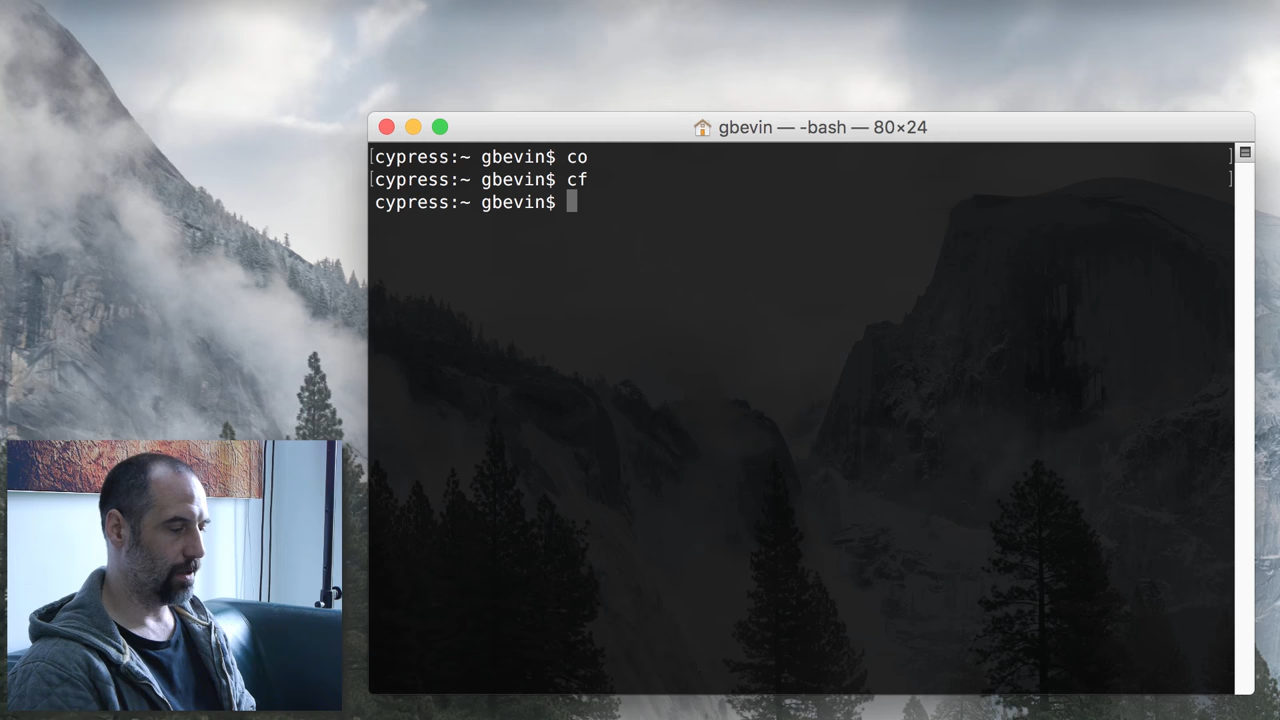 gbevin — -bash — 80×24
[cypress:~ gbevin$ co ]
[cypress:~ gbevin$ cf ]
cypress:~ gbevin$